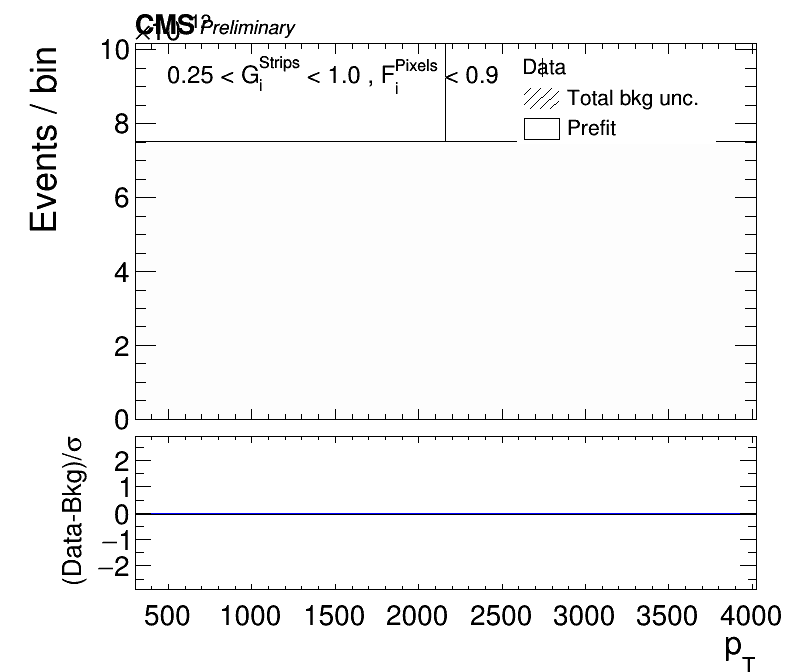 CMS Preliminary
Events / bin
0.25 < G_i^Strips < 1.0 , F_i^Pixels < 0.9
Data
Total bkg unc.
Prefit
10
8
6
4
2
0
(Data-Bkg)/σ
2
1
0
−1
−2
500 1000 1500 2000 2500 3000 3500 4000
p_T